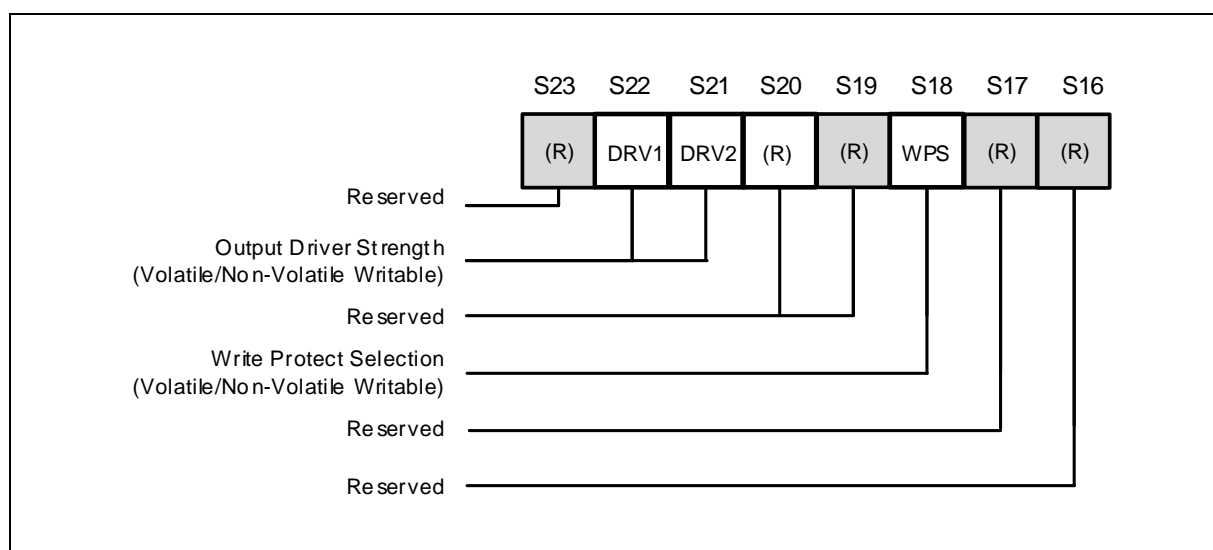 S23 S22 S21 S20 S19 S18 S17 S16
(R) DRV1 DRV2 (R) (R) WPS (R) (R)
Reserved
Output Driver Strength
(Volatile/Non-Volatile Writable)
Reserved
Write Protect Selection
(Volatile/Non-Volatile Writable)
Reserved
Reserved